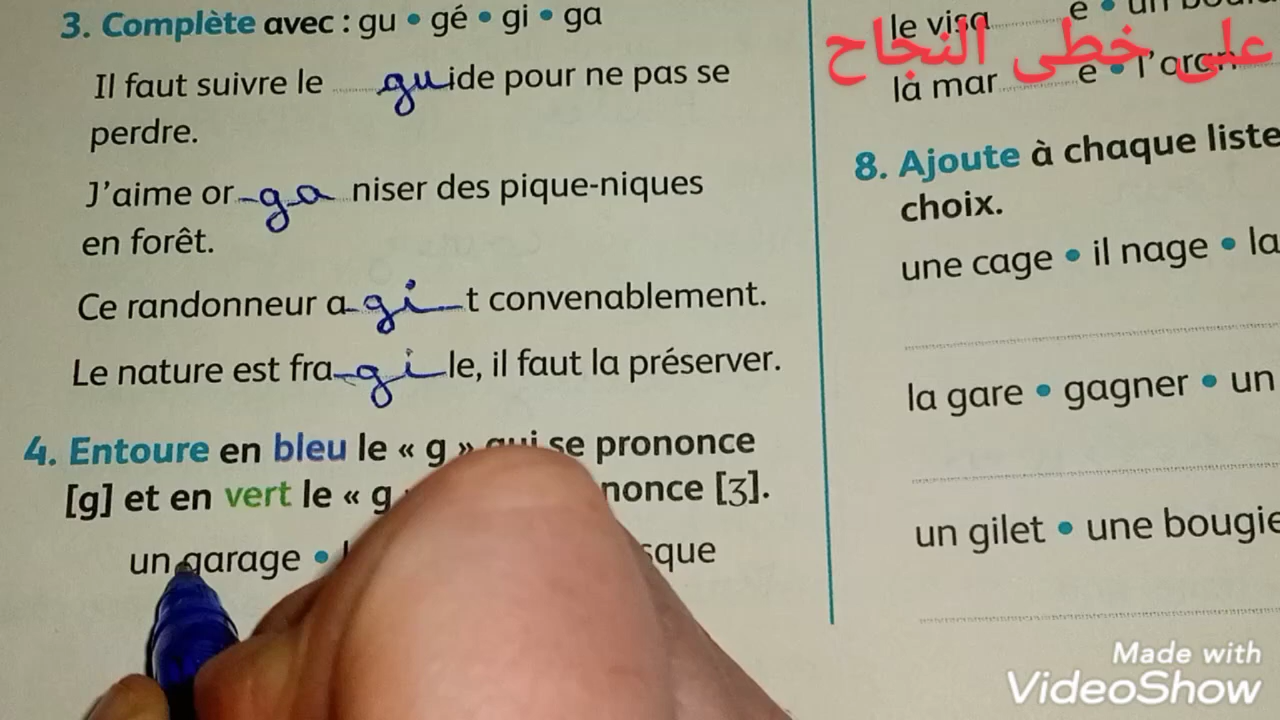 3. Complète avec : gu • gé • gi • ga
Il faut suivre le guide pour ne pas se
perdre.
J'aime or ga niser des pique-niques
en forêt.
Ce randonneur a gi t convenablement.
Le nature est fra gi le, il faut la préserver.
4. Entoure en bleu le « g » qui se prononce
[g] et en vert le « g [ʒ].
un garage •
le visa e •
la mar e •
على خطى النجاح
8. Ajoute à chaque liste
choix.
une cage • il nage • la
la gare • gagner • un
un gilet • une bougie
Made with
VideoShow